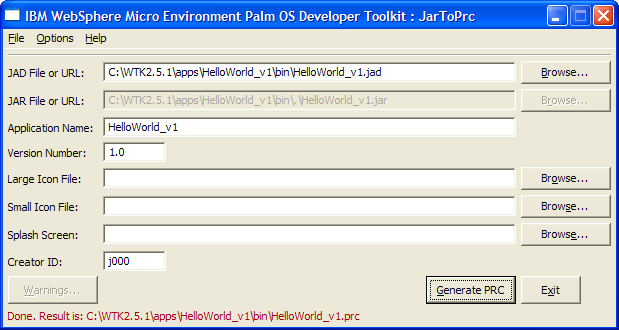 IBM WebSphere Micro Environment Palm OS Developer Toolkit : JarToPrc
File Options Help
JAD File or URL: C:\WTK2.5.1\apps\HelloWorld_v1\bin\HelloWorld_v1.jad Browse...
JAR File or URL: C:\WTK2.5.1\apps\HelloWorld_v1\bin\.\HelloWorld_v1.jar Browse...
Application Name: HelloWorld_v1
Version Number: 1.0
Large Icon File: Browse...
Small Icon File: Browse...
Splash Screen: Browse...
Creator ID: j000
Warnings... Generate PRC Exit
Done. Result is: C:\WTK2.5.1\apps\HelloWorld_v1\bin\HelloWorld_v1.prc